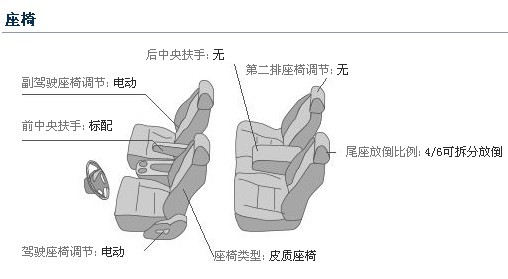 座椅
后中央扶手: 无
第二排座椅调节: 无
副驾驶座椅调节: 电动
前中央扶手: 标配
尾座放倒比例: 4/6可拆分放倒
驾驶座椅调节: 电动
座椅类型: 皮质座椅